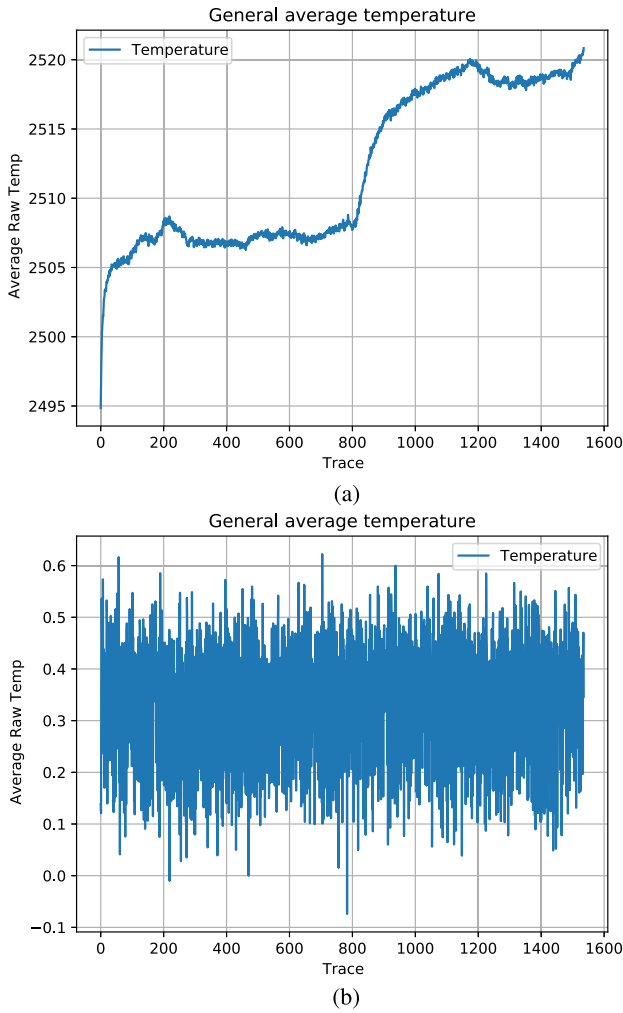 General average temperature
Temperature
2520
2515
2510
2505
2500
2495
Average Raw Temp
0 200 400 600 800 1000 1200 1400 1600
Trace
(a)
General average temperature
Temperature
0.6
0.5
0.4
0.3
0.2
0.1
0.0
−0.1
Average Raw Temp
0 200 400 600 800 1000 1200 1400 1600
Trace
(b)